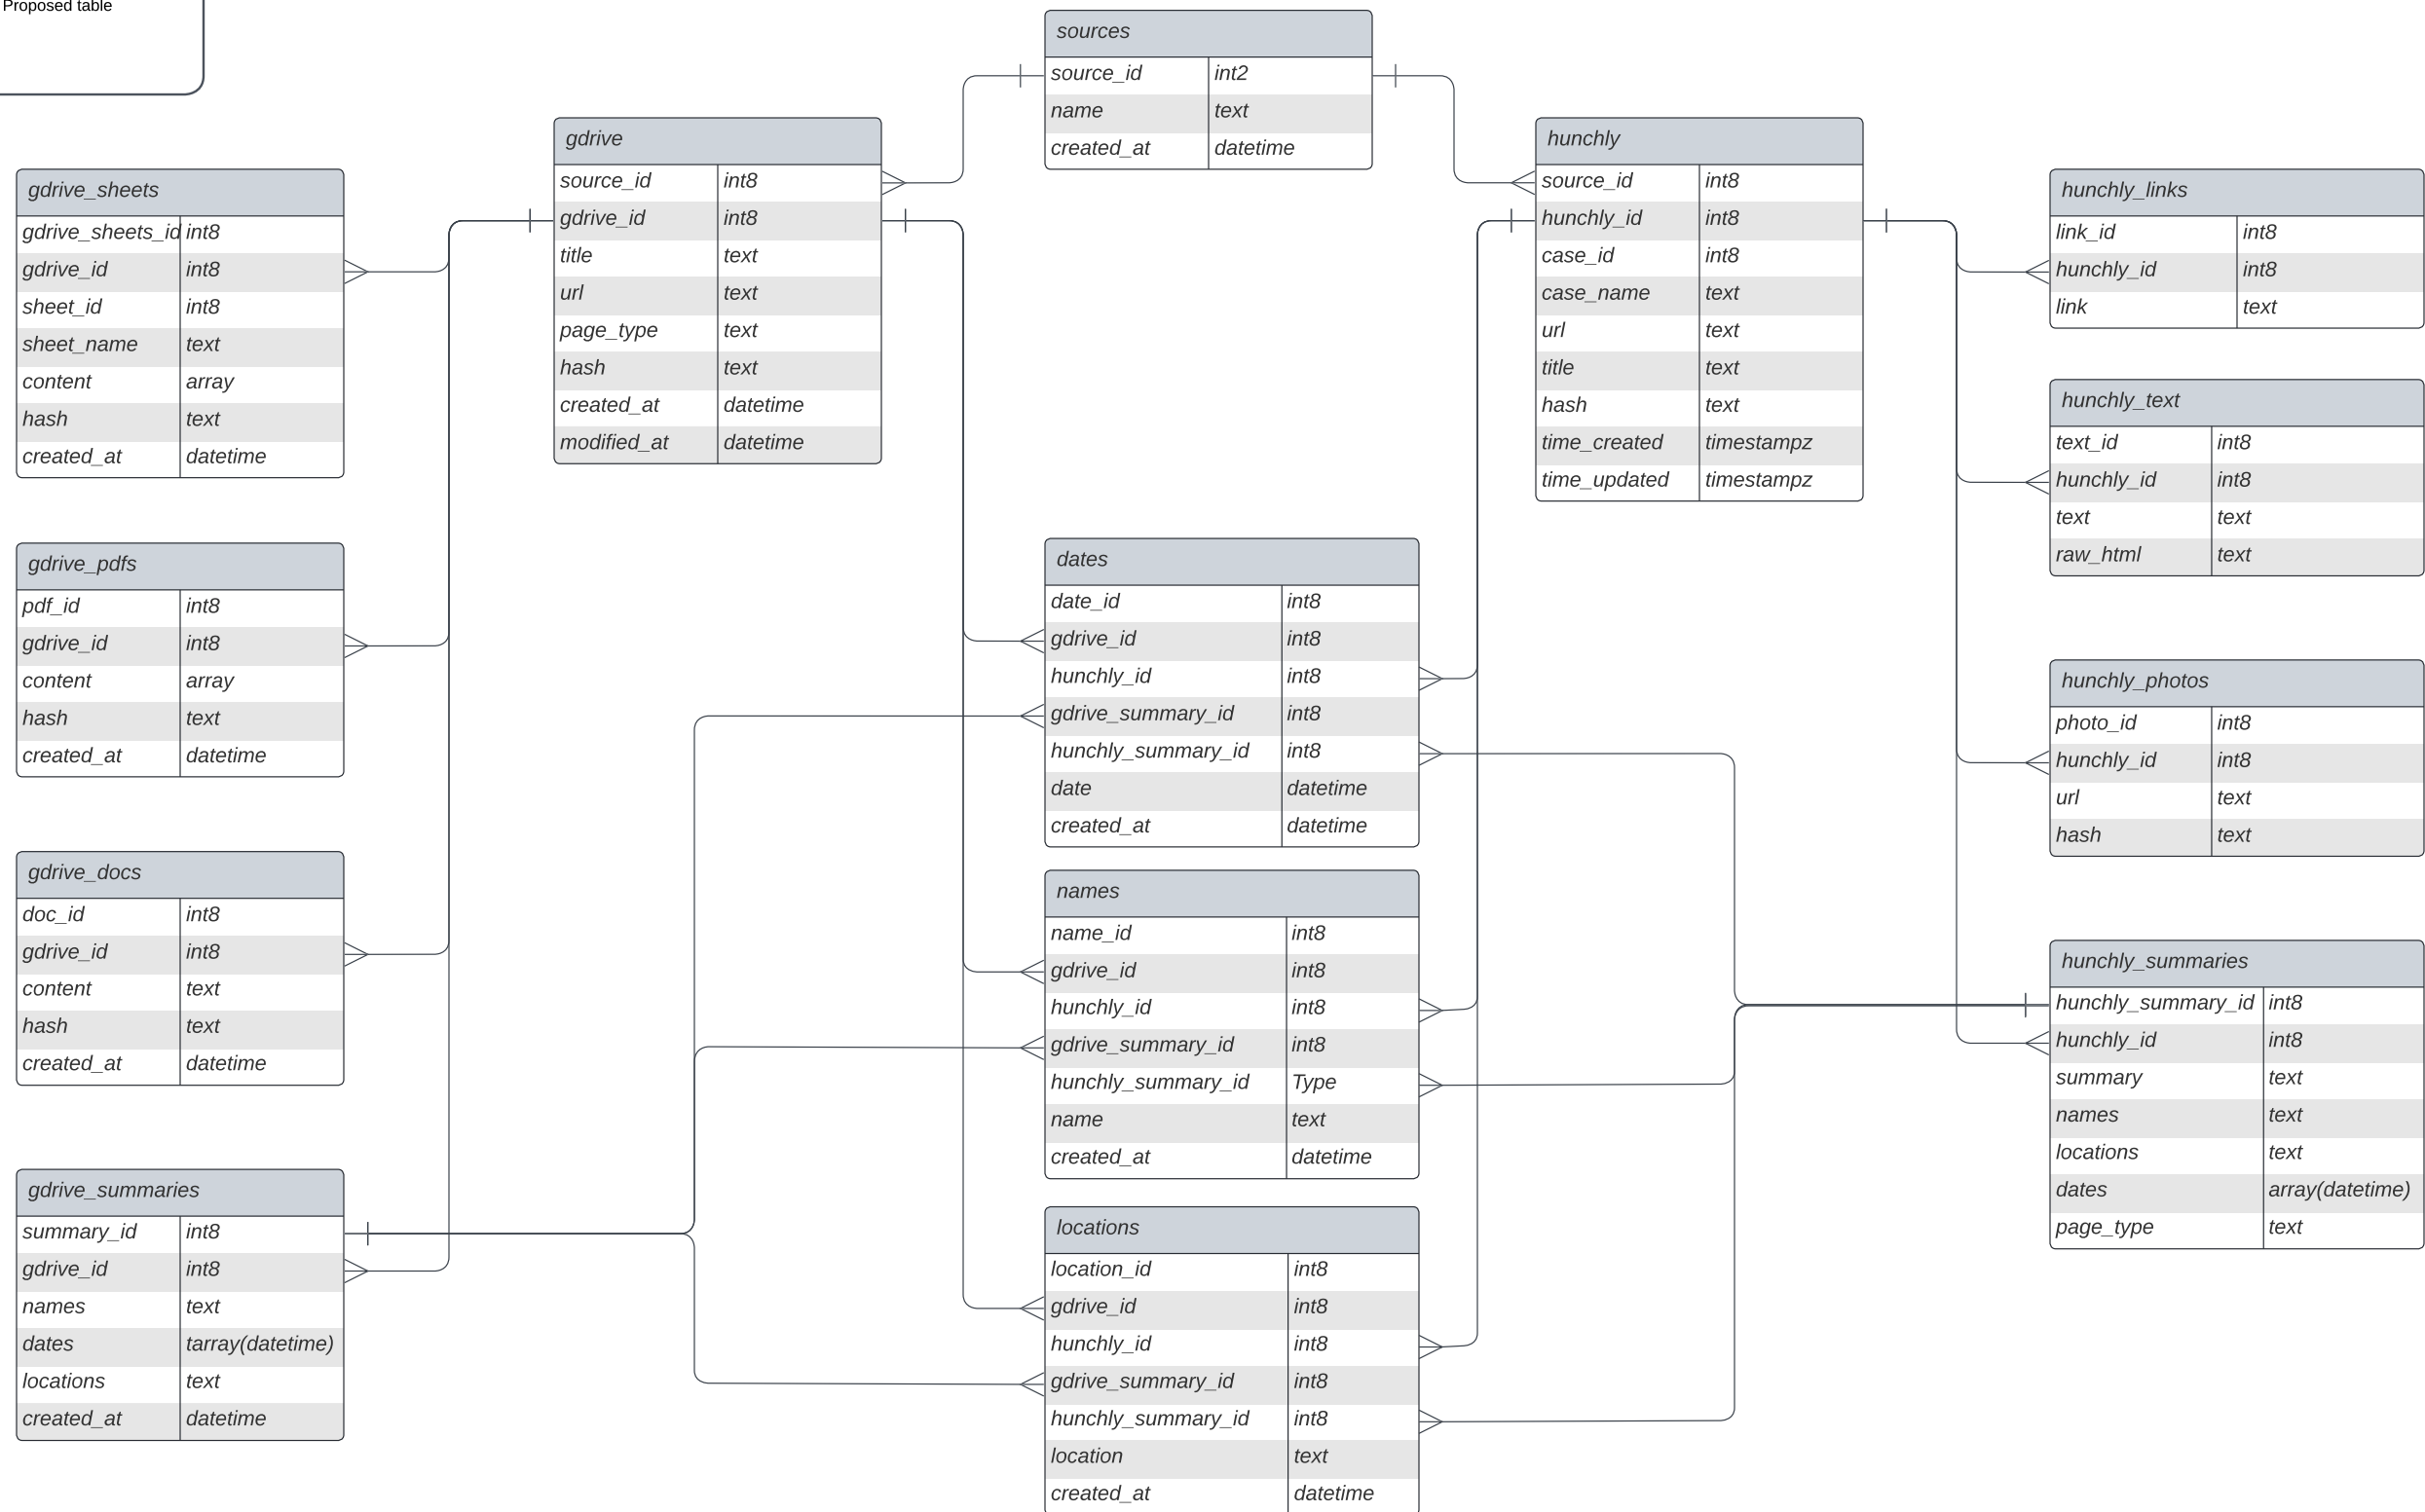 Proposed table
sources
source_id int2
name text
created_at datetime
gdrive
source_id int8
gdrive_id int8
title text
url text
page_type text
hash text
created_at datetime
modified_at datetime
hunchly
source_id int8
hunchly_id int8
case_id int8
case_name text
url text
title text
hash text
time_created timestampz
time_updated timestampz
gdrive_sheets
gdrive_sheets_id int8
gdrive_id int8
sheet_id int8
sheet_name text
content array
hash text
created_at datetime
hunchly_links
link_id int8
hunchly_id int8
link text
hunchly_text
text_id int8
hunchly_id int8
text text
raw_html text
gdrive_pdfs
pdf_id int8
gdrive_id int8
content array
hash text
created_at datetime
dates
date_id int8
gdrive_id int8
hunchly_id int8
gdrive_summary_id int8
hunchly_summary_id int8
date datetime
created_at datetime
hunchly_photos
photo_id int8
hunchly_id int8
url text
hash text
gdrive_docs
doc_id int8
gdrive_id int8
content text
hash text
created_at datetime
names
name_id int8
gdrive_id int8
hunchly_id int8
gdrive_summary_id int8
hunchly_summary_id Type
name text
created_at datetime
hunchly_summaries
hunchly_summary_id int8
hunchly_id int8
summary text
names text
locations text
dates array(datetime)
page_type text
gdrive_summaries
summary_id int8
gdrive_id int8
names text
dates tarray(datetime)
locations text
created_at datetime
locations
location_id int8
gdrive_id int8
hunchly_id int8
gdrive_summary_id int8
hunchly_summary_id int8
location text
created_at datetime